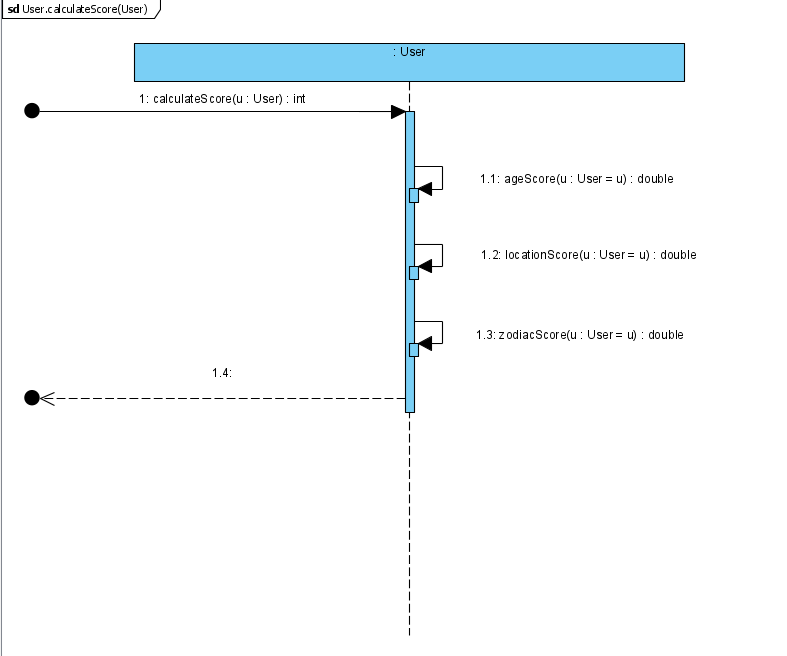 sd User.calculateScore(User)
: User
1: calculateScore(u : User) : int
1.1: ageScore(u : User = u) : double
1.2: locationScore(u : User = u) : double
1.3: zodiacScore(u : User = u) : double
1.4: